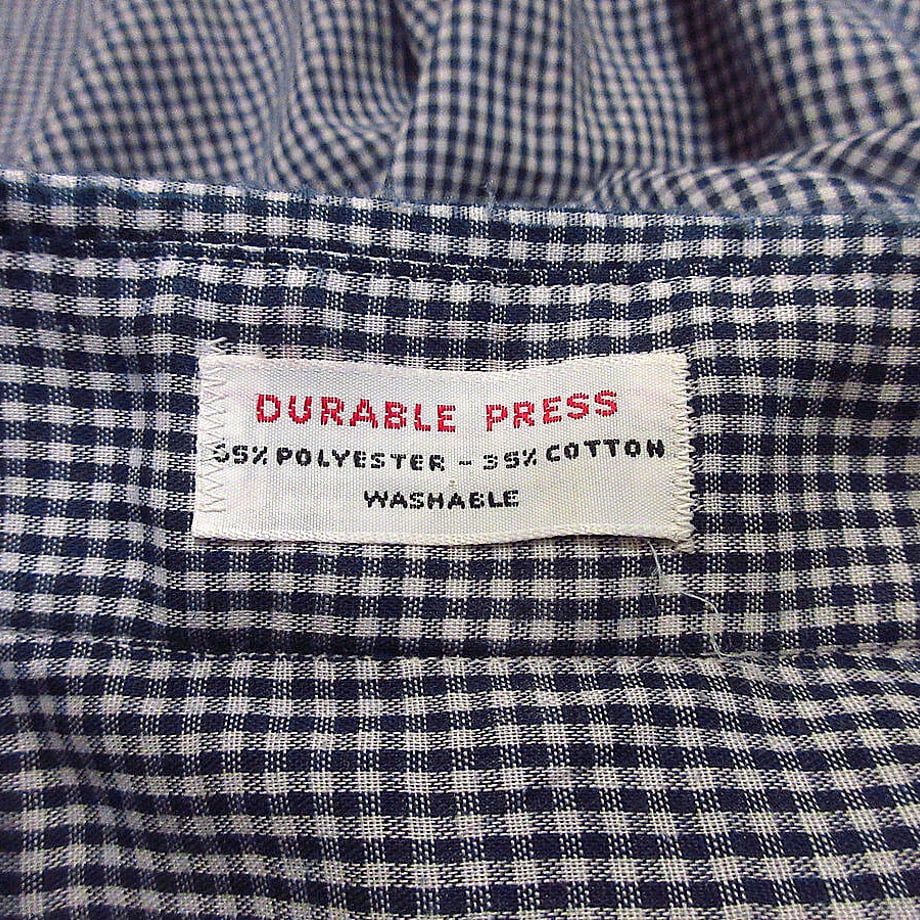 DURABLE PRESS
65% POLYESTER - 35% COTTON
WASHABLE